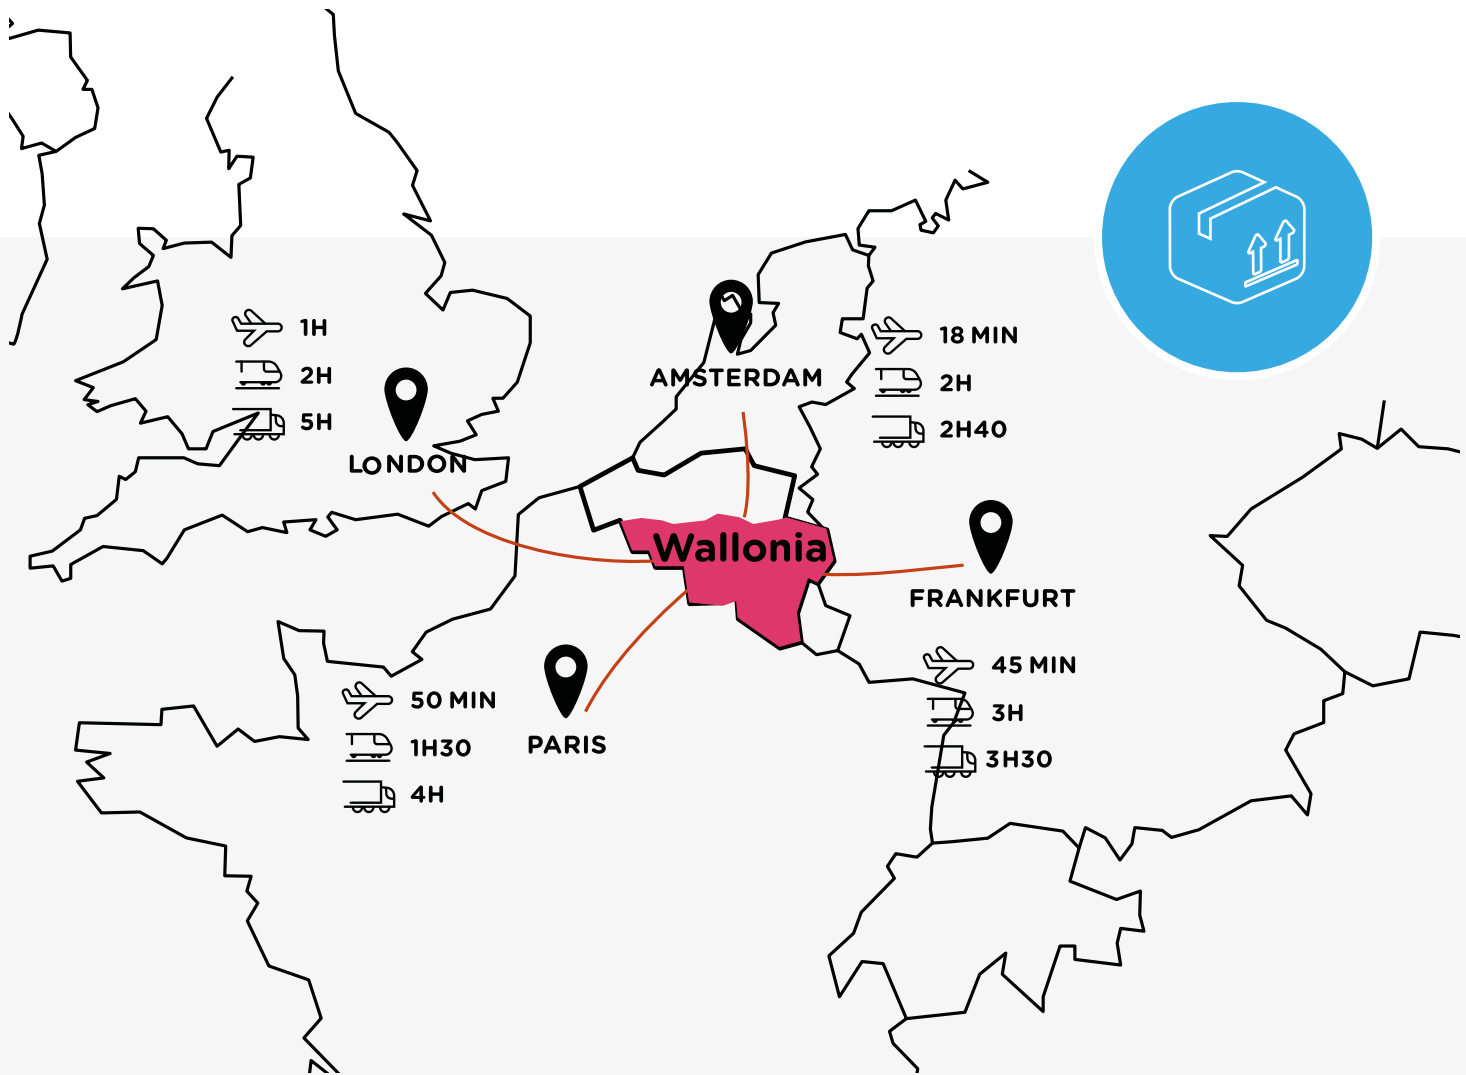 1H
2H
5H
LONDON
AMSTERDAM
18 MIN
2H
2H40
Wallonia
FRANKFURT
45 MIN
3H
3H30
50 MIN
1H30
4H
PARIS